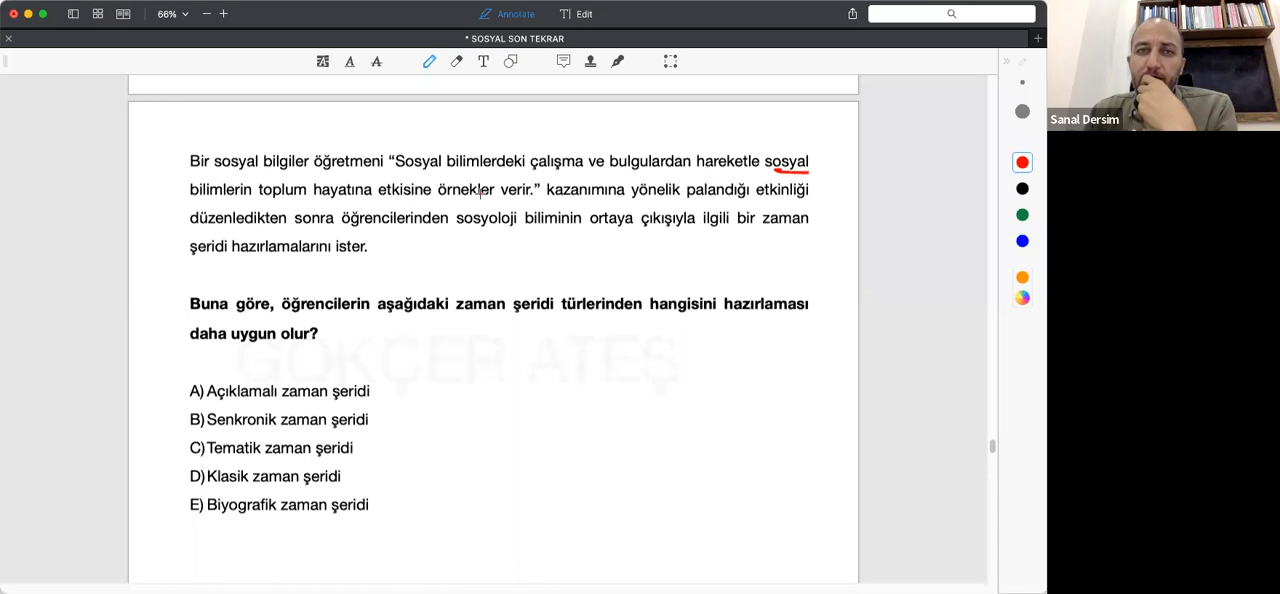 66%
Annotate
Edit
* SOSYAL SON TEKRAR
Sanal Dersim
Bir sosyal bilgiler öğretmeni “Sosyal bilimlerdeki çalışma ve bulgulardan hareketle sosyal
bilimlerin toplum hayatına etkisine örnekler verir.” kazanımına yönelik palandığı etkinliği
düzenledikten sonra öğrencilerinden sosyoloji biliminin ortaya çıkışıyla ilgili bir zaman
şeridi hazırlamalarını ister.
Buna göre, öğrencilerin aşağıdaki zaman şeridi türlerinden hangisini hazırlaması
daha uygun olur?
GÖKÇER ATEŞ
A) Açıklamalı zaman şeridi
B) Senkronik zaman şeridi
C) Tematik zaman şeridi
D) Klasik zaman şeridi
E) Biyografik zaman şeridi